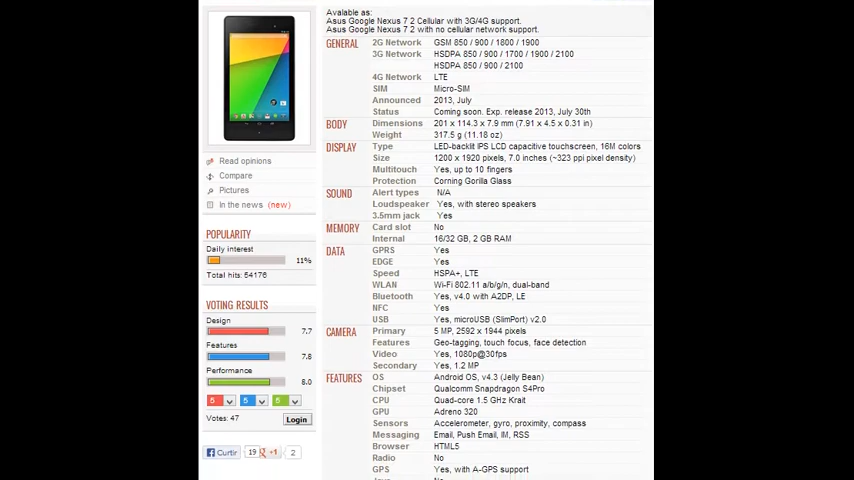 Avalable as:
Asus Google Nexus 7 2 Cellular with 3G/4G support.
Asus Google Nexus 7 2 with no cellular network support.
GENERAL 2G Network GSM 850 / 900 / 1800 / 1900
3G Network HSDPA 850 / 900 / 1700 / 1900 / 2100
HSDPA 850 / 900 / 2100
4G Network LTE
SIM Micro-SIM
Announced 2013, July
Status Coming soon. Exp. release 2013, July 30th
BODY Dimensions 201 x 114.3 x 7.9 mm (7.91 x 4.5 x 0.31 in)
Weight 317.5 g (11.18 oz)
DISPLAY Type LED-backlit IPS LCD capacitive touchscreen, 16M colors
Size 1200 x 1920 pixels, 7.0 inches (~323 ppi pixel density)
Multitouch Yes, up to 10 fingers
Protection Corning Gorilla Glass
SOUND Alert types N/A
Loudspeaker Yes, with stereo speakers
3.5mm jack Yes
MEMORY Card slot No
Internal 16/32 GB, 2 GB RAM
DATA GPRS Yes
EDGE Yes
Speed HSPA+, LTE
WLAN Wi-Fi 802.11 a/b/g/n, dual-band
Bluetooth Yes, v4.0 with A2DP, LE
NFC Yes
USB Yes, microUSB (SlimPort) v2.0
CAMERA Primary 5 MP, 2592 x 1944 pixels
Features Geo-tagging, touch focus, face detection
Video Yes, 1080p@30fps
Secondary Yes, 1.2 MP
FEATURES OS Android OS, v4.3 (Jelly Bean)
Chipset Qualcomm Snapdragon S4Pro
CPU Quad-core 1.5 GHz Krait
GPU Adreno 320
Sensors Accelerometer, gyro, proximity, compass
Messaging Email, Push Email, IM, RSS
Browser HTML5
Radio No
GPS Yes, with A-GPS support
Read opinions
Compare
Pictures
In the news (new)
POPULARITY
Daily interest
11%
Total hits: 54176
VOTING RESULTS
Design
7.7
Features
7.8
Performance
8.0
5 5 5
Votes: 47 Login
Curtir 19 +1 2